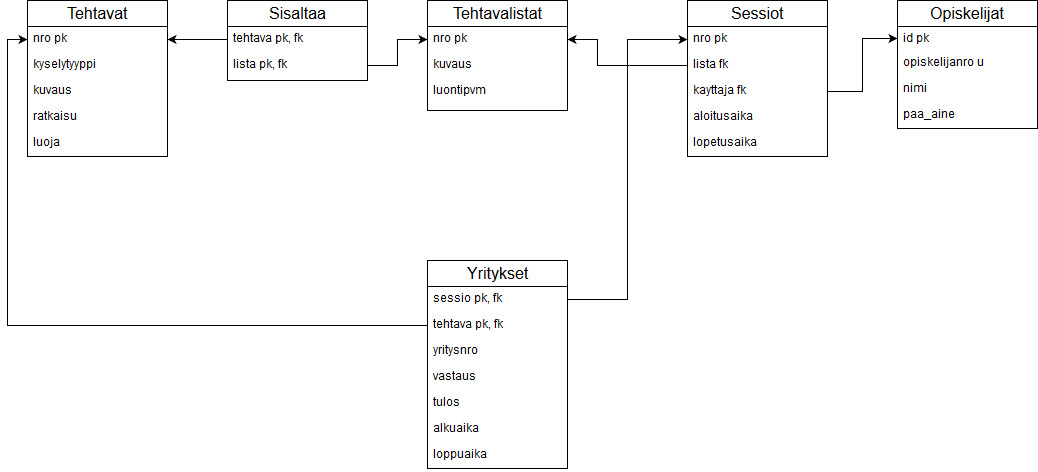 Tehtavat
nro pk
kyselytyyppi
kuvaus
ratkaisu
luoja
Sisaltaa
tehtava pk, fk
lista pk, fk
Tehtavalistat
nro pk
kuvaus
luontipvm
Sessiot
nro pk
lista fk
kayttaja fk
aloitusaika
lopetusaika
Opiskelijat
id pk
opiskelijanro u
nimi
paa_aine
Yritykset
sessio pk, fk
tehtava pk, fk
yritysnro
vastaus
tulos
alkuaika
loppuaika